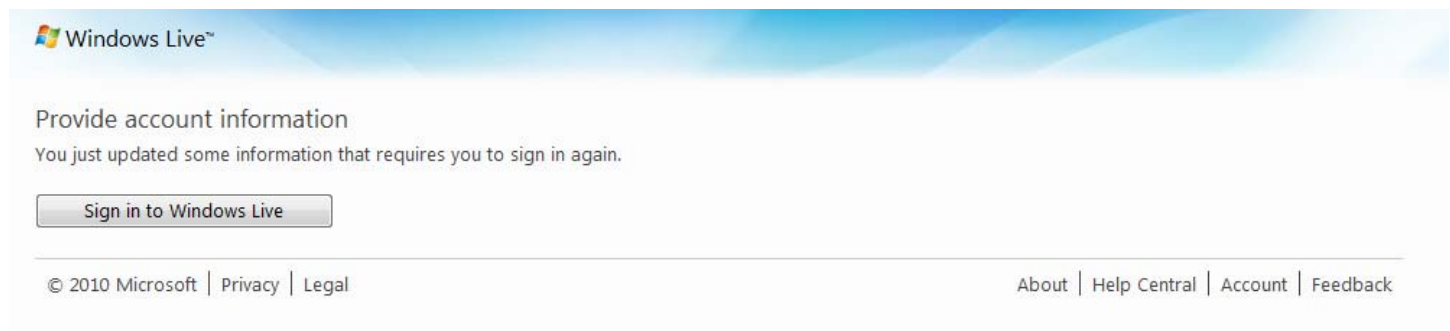 Windows Live™
Provide account information
You just updated some information that requires you to sign in again.
Sign in to Windows Live
© 2010 Microsoft | Privacy | Legal
About | Help Central | Account | Feedback